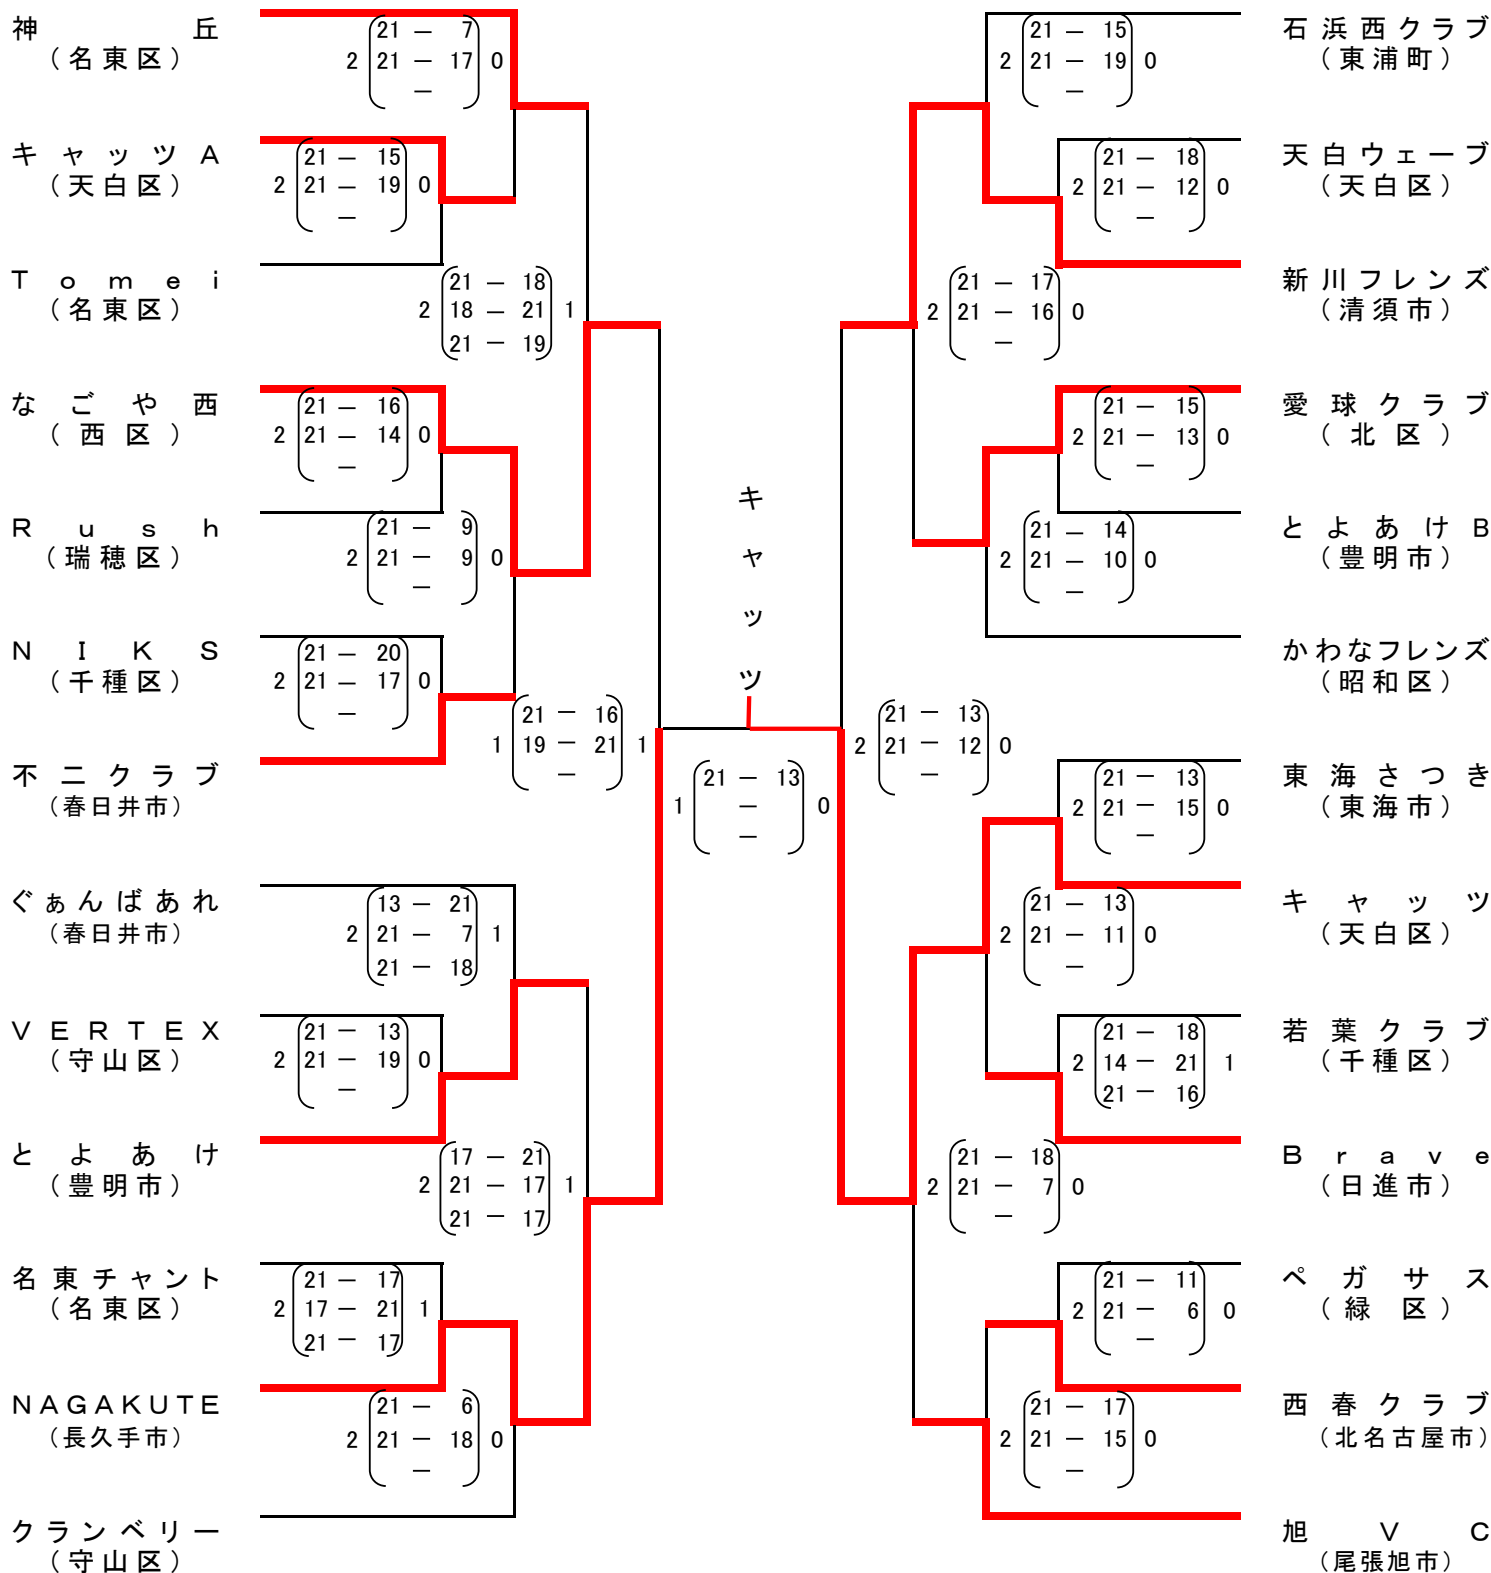 神丘
（名東区）
キャッツA
（天白区）
Tomei
（名東区）
なごや西
（西区）
Rush
（瑞穂区）
NIKS
（千種区）
不二クラブ
（春日井市）
ぐぁんばあれ
（春日井市）
VERTEX
（守山区）
とよあけ
（豊明市）
名東チャント
（名東区）
NAGAKUTE
（長久手市）
クランベリー
（守山区）
21 － 7
2 21 － 17 0
－
21 － 15
2 21 － 19 0
－
21 － 18
2 18 － 21 1
21 － 19
21 － 16
2 21 － 14 0
－
21 － 9
2 21 － 9 0
－
21 － 20
2 21 － 17 0
－
21 － 16
1 19 － 21 1
－
13 － 21
2 21 － 7 1
21 － 18
21 － 13
2 21 － 19 0
－
17 － 21
2 21 － 17 1
21 － 17
21 － 17
2 17 － 21 1
21 － 17
21 － 6
2 21 － 18 0
－
キャッツ
21 － 13
1 － 0
－
21 － 15
2 21 － 19 0
－
21 － 18
2 21 － 12 0
－
21 － 17
2 21 － 16 0
－
21 － 15
2 21 － 13 0
－
21 － 14
2 21 － 10 0
－
21 － 13
2 21 － 12 0
－
21 － 13
2 21 － 15 0
－
21 － 13
2 21 － 11 0
－
21 － 18
2 14 － 21 1
21 － 16
21 － 18
2 21 － 7 0
－
21 － 11
2 21 － 6 0
－
21 － 17
2 21 － 15 0
－
石浜西クラブ
（東浦町）
天白ウェーブ
（天白区）
新川フレンズ
（清須市）
愛球クラブ
（北区）
とよあけB
（豊明市）
かわなフレンズ
（昭和区）
東海さつき
（東海市）
キャッツ
（天白区）
若葉クラブ
（千種区）
Brave
（日進市）
ペガサス
（緑区）
西春クラブ
（北名古屋市）
旭VC
（尾張旭市）